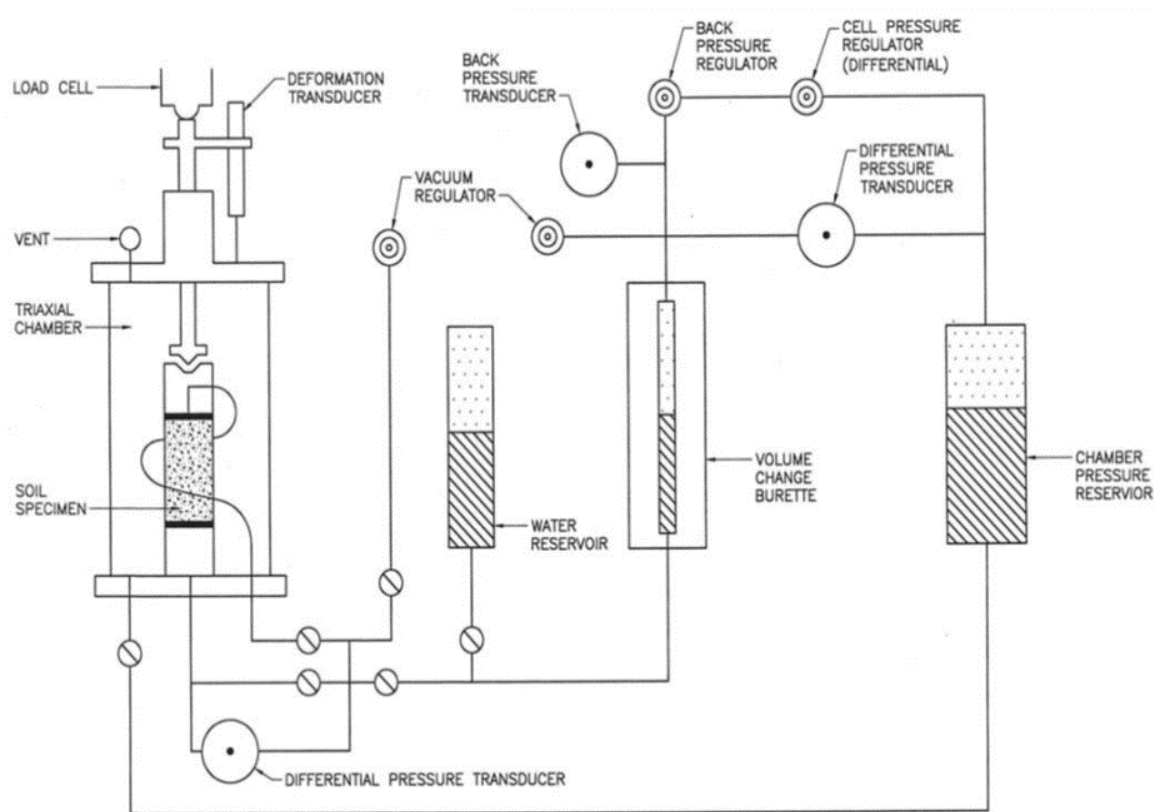 BACK
PRESSURE
REGULATOR
CELL PRESSURE
REGULATOR
(DIFFERENTIAL)
BACK
PRESSURE
TRANSDUCER
LOAD CELL
DEFORMATION
TRANSDUCER
DIFFERENTIAL
PRESSURE
TRANSDUCER
VACUUM
REGULATOR
VENT
TRIAXIAL
CHAMBER
VOLUME
CHANGE
BURETTE
CHAMBER
PRESSURE
RESERVIOR
SOIL
SPECIMEN
WATER
RESERVOIR
DIFFERENTIAL PRESSURE TRANSDUCER